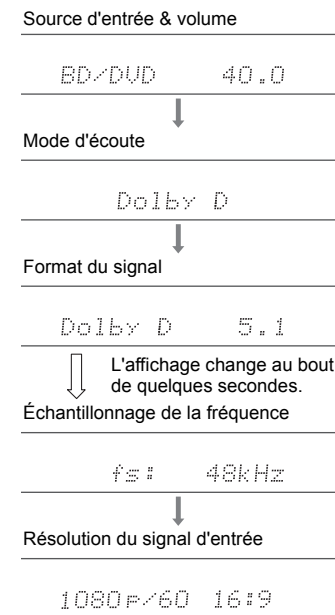 Source d'entrée & volume
BD/DVD 40.0
Mode d'écoute
Dolby D
Format du signal
Dolby D 5.1
L'affichage change au bout
de quelques secondes.
Échantillonnage de la fréquence
fs: 48kHz
Résolution du signal d'entrée
1080p/60 16:9